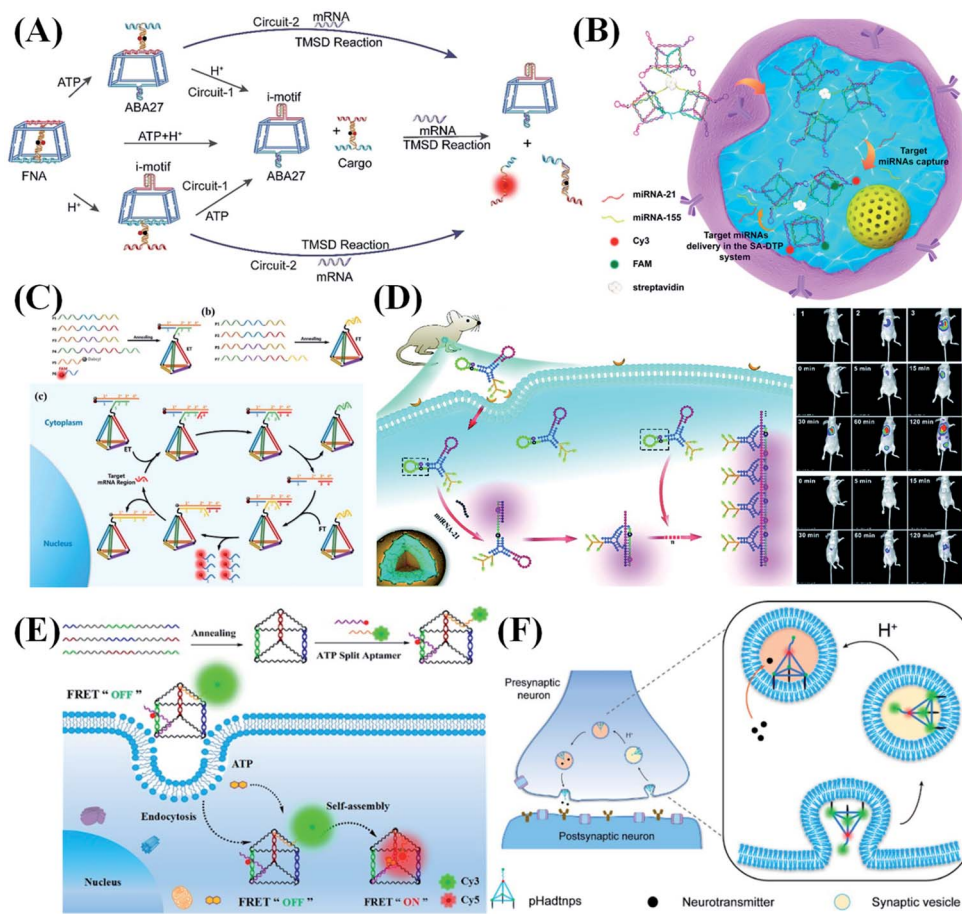 (A)
Circuit-2
mRNA
TMSD Reaction
ATP
ABA27
H⁺
Circuit-1
i-motif
FNA
ATP+H⁺
ABA27
+
Cargo
mRNA
TMSD Reaction
+
i-motif
H⁺
Circuit-1
ATP
TMSD Reaction
Circuit-2
mRNA
(B)
Target
miRNAs
capture
miRNA-21
miRNA-155
Cy3
FAM
streptavidin
Target miRNAs
delivery in the SA-DTP
system
(C)
Annealing
ET
(b)
Annealing
FT
(c)
Cytoplasm
ET
Target
mRNA
Region
FT
Nucleus
(D)
miRNA-21
n
1
2
3
0 min
5 min
15 min
30 min
60 min
120 min
0 min
5 min
15 min
30 min
60 min
120 min
(E)
Annealing
ATP Split Aptamer
FRET “ OFF ”
ATP
Endocytosis
Self-assembly
Nucleus
FRET “ OFF ”
FRET “ ON ”
Cy3
Cy5
(F)
Presynaptic
neuron
H⁺
Postsynaptic
neuron
H⁺
pHadtnps
Neurotransmitter
Synaptic vesicle